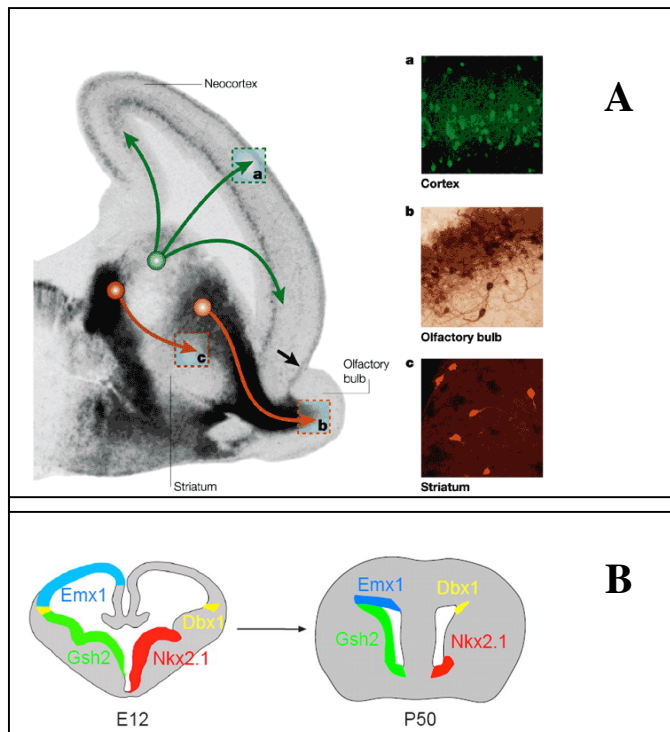 Neocortex
a
A
a
Cortex
b
Olfactory bulb
c
Olfactory
bulb
b
c
Striatum
Striatum
B
Emx1
Dbx1
Gsh2
Nkx2.1
E12
Emx1
Dbx1
Gsh2
Nkx2.1
P50